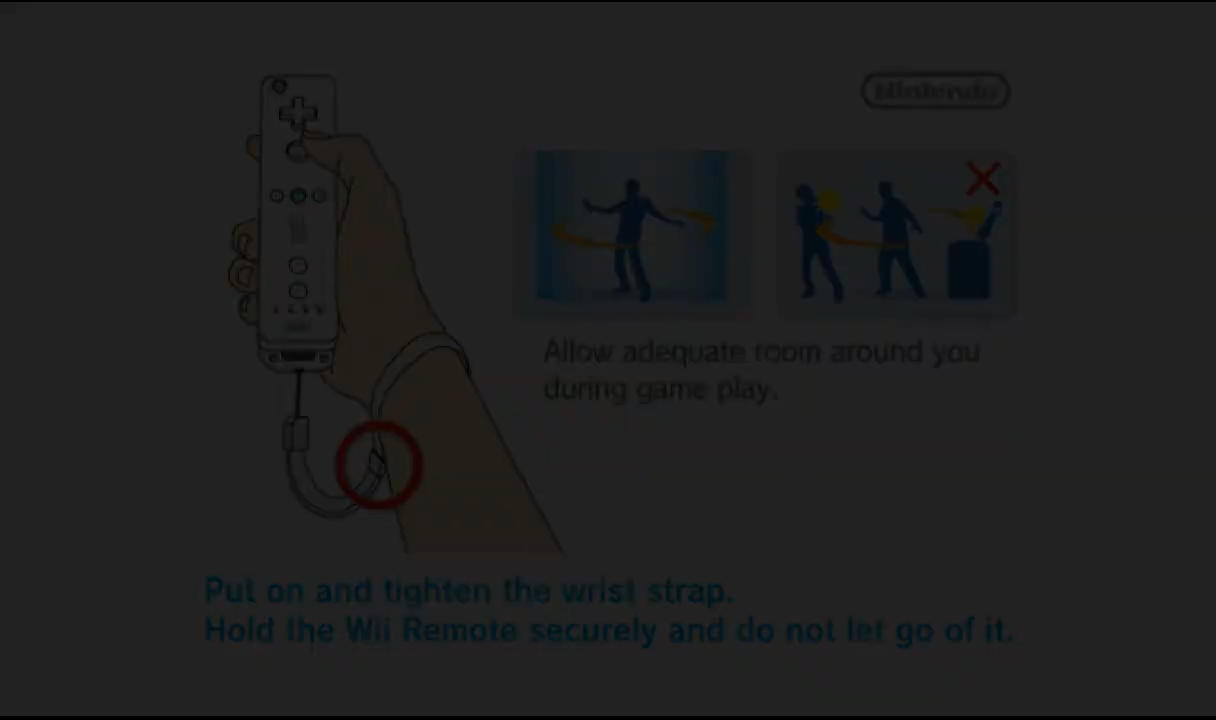 Nintendo
Allow adequate room around you
during game play.
Put on and tighten the wrist strap.
Hold the Wii Remote securely and do not let go of it.